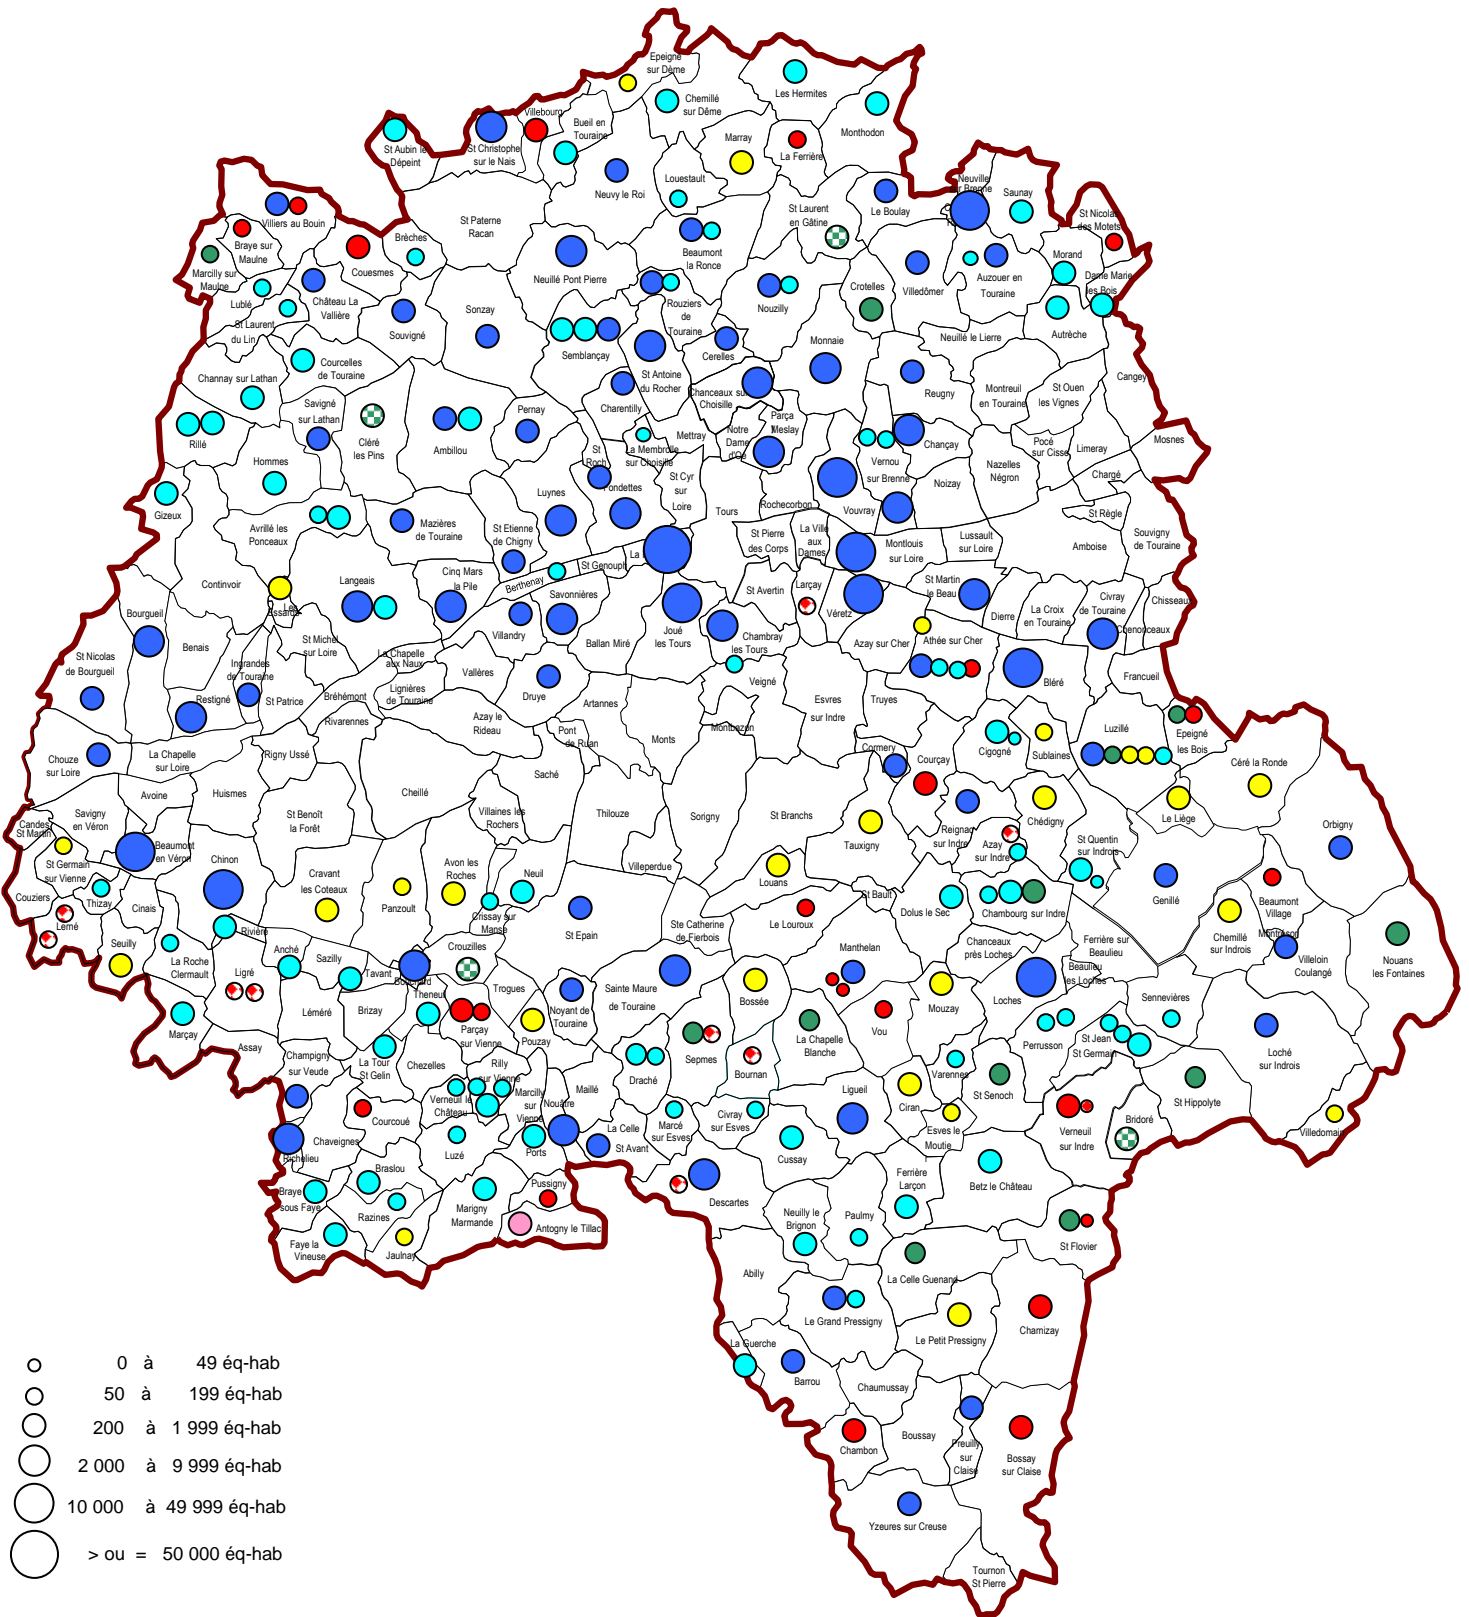 Epeigne
sur Dème
Les Hermites
Chemillé
sur Dême
Monthodon
Villebourg
Bueil en
Touraine
St Aubin le
Dépeint
St Christophe
sur le Nais
Marray
La Ferrière
Louestault
Neuvy le Roi
Neuville
sur Brenne
Saunay
Le Boulay
St Laurent
en Gâtine
St Nicolas
des Motets
Villiers au Bouin
St Paterne
Racan
Braye sur
Maulne
Brèches
Couesmes
Beaumont
la Ronce
Marcilly sur
Maulne
Neuillé Pont Pierre
Morand
Dame Marie
les Bois
Auzouer en
Touraine
Villedômer
Crotelles
Nouzilly
Lublé
Château La
Vallière
Rouziers
de
Touraine
St Laurent
du Lin
Souvigné
Sonzay
Semblançay
Cerelles
Monnaie
Neuillé le Lierre
Autrèche
Courcelles
de Touraine
St Antoine
du Rocher
Cangey
Channay sur Lathan
Reugny
Montreuil
en Touraine
St Ouen
les Vignes
Chanceaux sur
Choisille
Charentilly
Savigné
sur Lathan
Pernay
Parça
Meslay
Notre
Dame
d'Oé
Mettray
La Membrolle
sur Choisille
Rillé
Cléré
les Pins
Ambillou
Chançay
Pocé
sur Cisse
Limeray
Mosnes
St
Roch
Hommes
Vernou
sur Brenne
Nazelles
Négron
Chargé
Noizay
Gizeux
Luynes
Fondettes
St Cyr
sur
Loire
Tours
Rochecorbon
Vouvray
St Règle
Avrillé les
Ponceaux
Mazières
de Touraine
St Etienne
de Chigny
St Pierre
des Corps
La Ville
aux
Dames
Montlouis
sur Loire
Lussault
sur Loire
Amboise
Souvigny
de Touraine
La
St Genouph
Berthenay
Continvoir
Langeais
Cinq Mars
la Pile
Les
Essards
St Avertin
Larçay
Véretz
St Martin
le Beau
Dierre
La Croix
en Touraine
Civray
de Touraine
Chisseaux
Chenonceaux
Bourgueil
Benais
Savonnières
Villandry
Ballan Miré
Joué
les Tours
Chambray
les Tours
Azay sur Cher
Athée sur Cher
St Michel
sur Loire
St Nicolas
de Bourgueil
Ingrandes
de Touraine
La Chapelle
aux Naux
Vallères
Bléré
Francueil
Restigné
St Patrice
Bréhémont
Lignières
de Touraine
Druye
Artannes
Veigné
Esvres
sur Indre
Truyes
Rivarennes
Azay le
Rideau
Pont
de Ruan
Monts
Montbazon
Luzillé
Epeigné
les Bois
Chouze
sur Loire
La Chapelle
sur Loire
Rigny Ussé
Cormery
Courçay
Cigogné
Sublaines
Céré la Ronde
Saché
Avoine
Huismes
Cheillé
Savigny
en Véron
St Benoît
la Forêt
Villaines les
Rochers
Thilouze
Sorigny
St Branchs
Tauxigny
Reignac
sur Indre
Chédigny
Le Liège
Candes
St Martin
Beaumont
en Véron
Azay
sur Indre
St Quentin
sur Indrois
Orbigny
St Germain
sur Vienne
Chinon
Villeperdue
Louans
Avon les
Roches
Neuil
Cravant
les Coteaux
Panzoult
St Bault
Genillé
Couziers
Thizay
Cinais
Dolus le Sec
Chambourg sur Indre
Beaumont
Village
Lerné
Crissay sur
Manse
Le Louroux
Ste Catherine
de Fierbois
St Epain
Rivière
Chemillé
sur Indrois
Montrésor
Seuilly
La Roche
Clermault
Anché
Sazilly
Tavant
Crouzilles
Manthelan
Chanceaux
près Loches
Ferrière sur
Beaulieu
Villeloin
Coulangé
Nouans
les Fontaines
Ligré
Bouchard
Theneuil
Trogues
Beaulieu
les Loches
Loches
Bossée
Mouzay
Sainte Maure
de Touraine
Sennevières
Léméré
Brizay
Parçay
sur Vienne
Pouzay
Noyant de
Touraine
Marçay
Assay
Vou
Perrusson
St Jean
St Germain
Loché
sur Indrois
La Chapelle
Blanche
Sepmes
Bournan
Champigny
sur Veude
La Tour
St Gelin
Chezelles
Rilly
sur Vienne
Draché
Varennes
St Senoch
St Hippolyte
Verneuil le
Château
Marcilly
sur
Vienne
Maillé
Nouâtre
Ligueil
Ciran
Courcoué
Marcé
sur Esves
Civray
sur Esves
Esves le
Moutie
Verneuil
sur Indre
Bridoré
Villedomain
Chaveignes
Richelieu
Luzé
Ports
La Celle
St Avant
Cussay
Braslou
Betz le Château
Ferrière
Larçon
Braye
sous Faye
Razines
Marigny
Marmande
Pussigny
Descartes
Antogny le Tillac
Neuilly le
Brignon
Paulmy
St Flovier
Faye la
Vineuse
Jaulnay
Abilly
La Celle Guenand
Le Grand Pressigny
Le Petit Pressigny
Charnizay
La Guerche
Barrou
Chaumussay
Chambon
Boussay
Preuilly
sur
Claise
Bossay
sur Claise
Yzeures sur Creuse
Tournon
St Pierre
0 à 49 éq-hab
50 à 199 éq-hab
200 à 1 999 éq-hab
2 000 à 9 999 éq-hab
10 000 à 49 999 éq-hab
> ou = 50 000 éq-hab